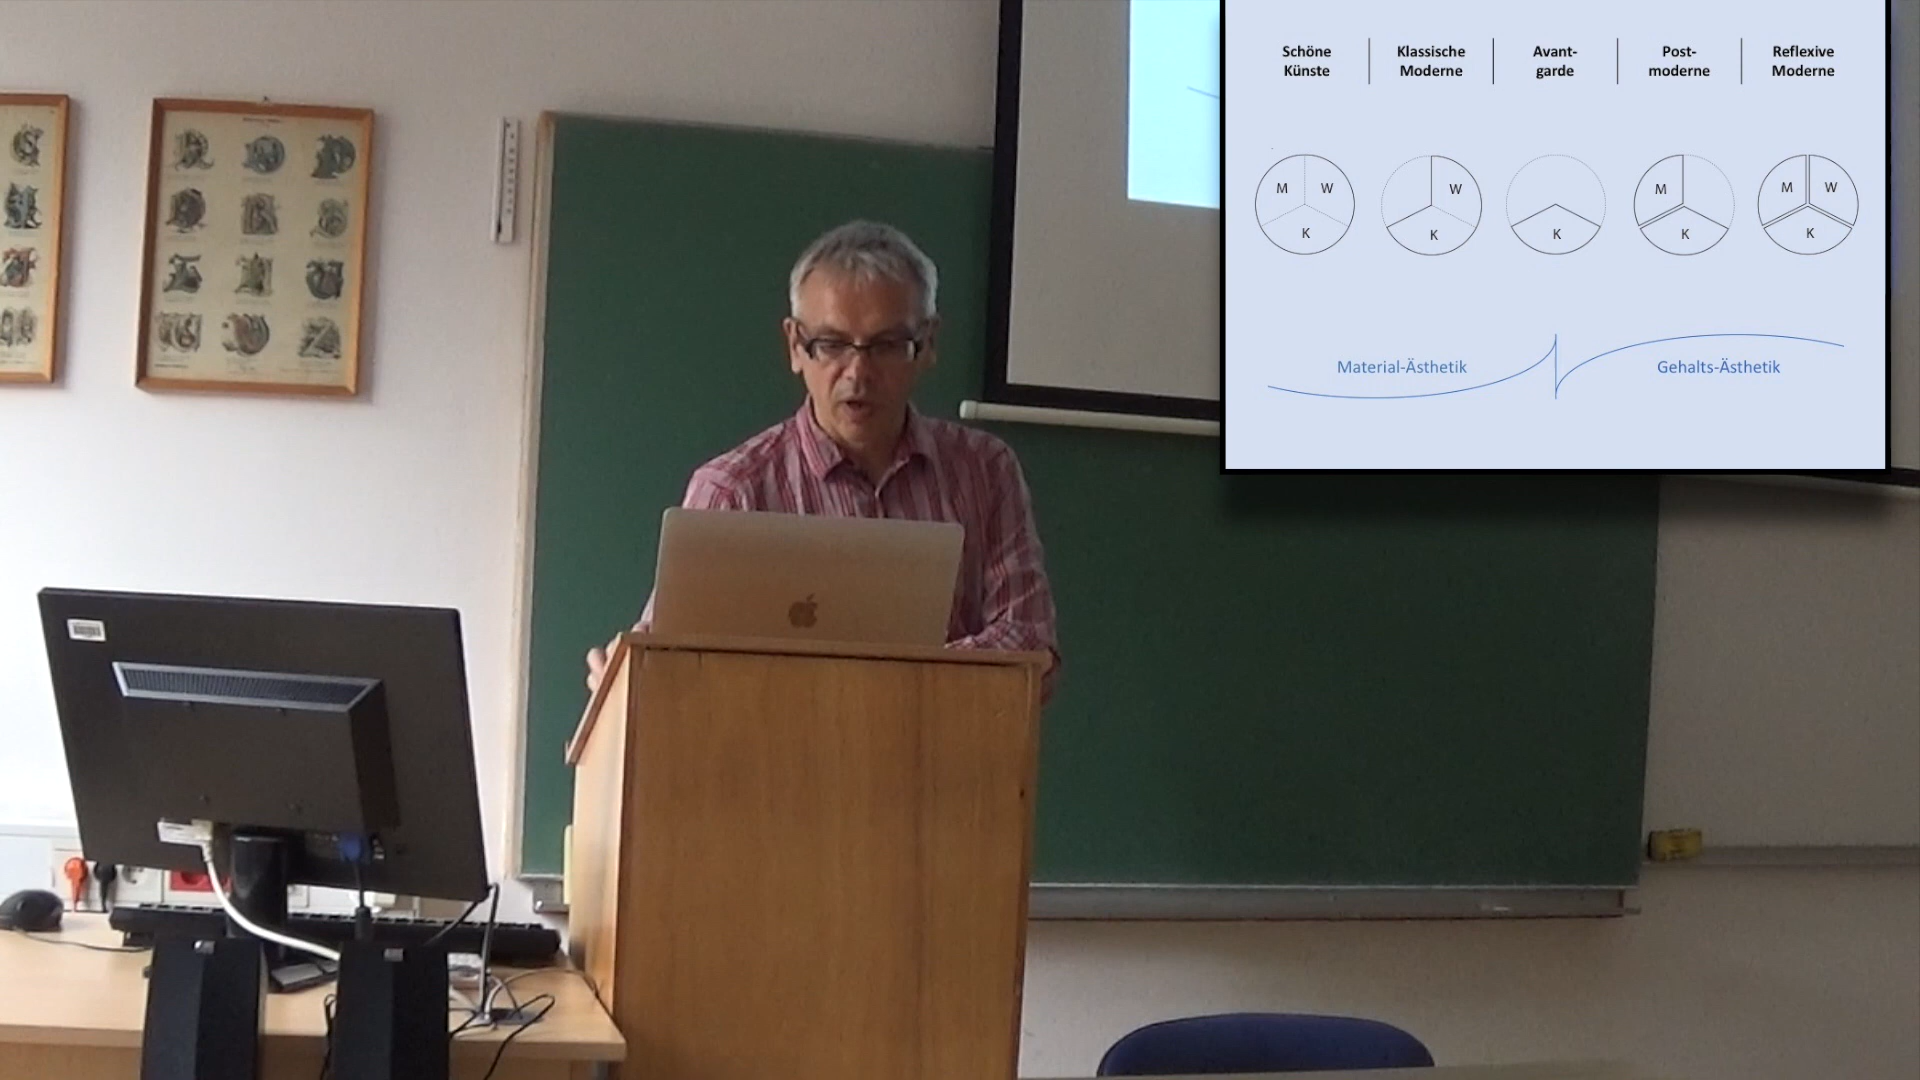 Schöne
Künste
Klassische
Moderne
Avant-
garde
Post-
moderne
Reflexive
Moderne
M W
K
W
K
K
M
K
M W
K
Material-Ästhetik
Gehalts-Ästhetik